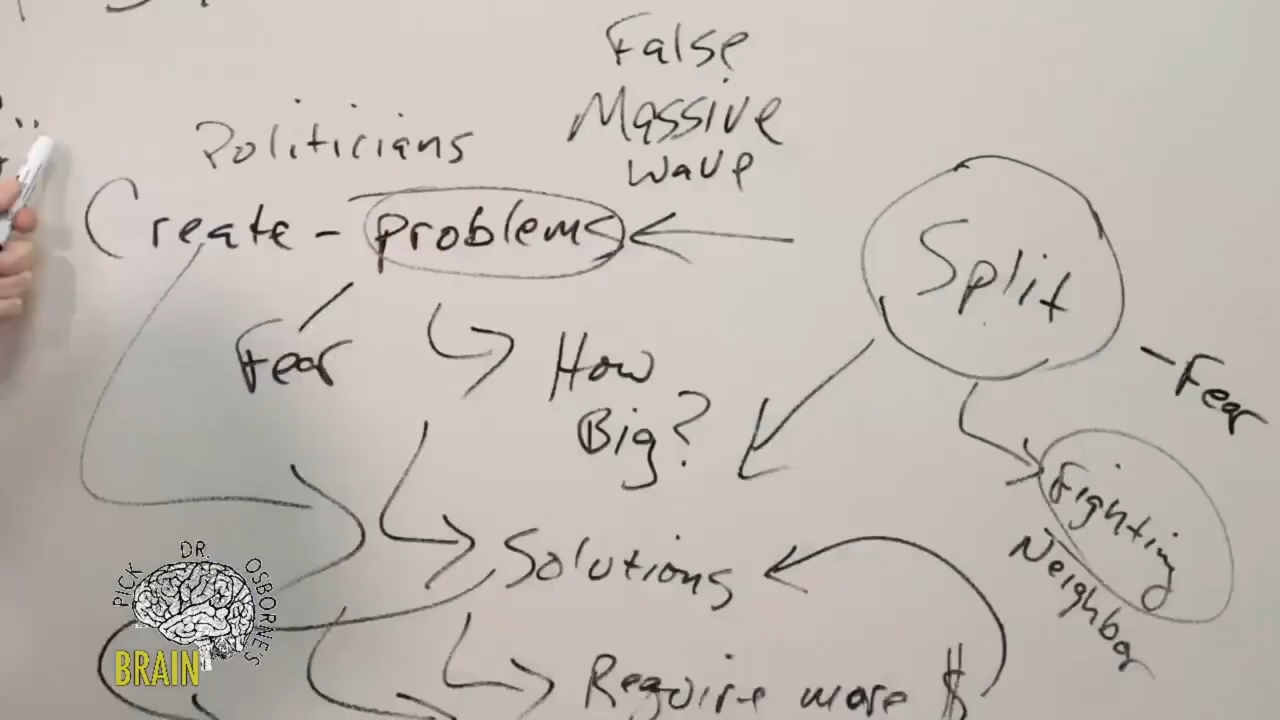 False
Massive
wave
Politicians
Create - problems
Split
Fear
How
Big?
- Fear
Fighting
Neighbor
Solutions
Require more $
PICK DR. OSBORNE'S
BRAIN